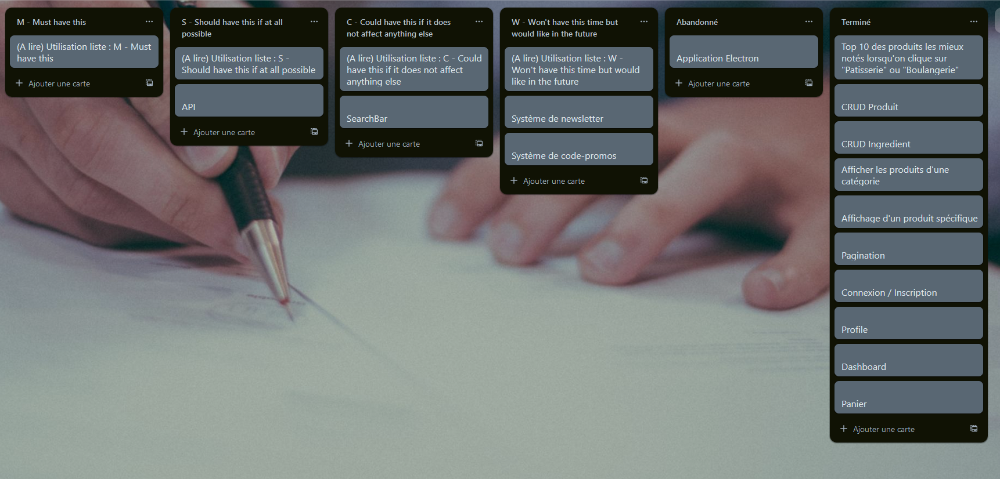 M - Must have this
(A lire) Utilisation liste : M - Must
have this
Ajouter une carte
S - Should have this if at all
possible
(A lire) Utilisation liste : S -
Should have this if at all possible
API
Ajouter une carte
C - Could have this if it does
not affect anything else
(A lire) Utilisation liste : C - Could
have this if it does not affect
anything else
SearchBar
Ajouter une carte
W - Won't have this time but
would like in the future
(A lire) Utilisation liste : W -
Won't have this time but would
like in the future
Système de newsletter
Système de code-promos
Ajouter une carte
Abandonné
Application Electron
Ajouter une carte
Terminé
Top 10 des produits les mieux
notés lorsqu'on clique sur
"Patisserie" ou "Boulangerie"
CRUD Produit
CRUD Ingredient
Afficher les produits d'une
catégorie
Affichage d'un produit spécifique
Pagination
Connexion / Inscription
Profile
Dashboard
Panier
Ajouter une carte